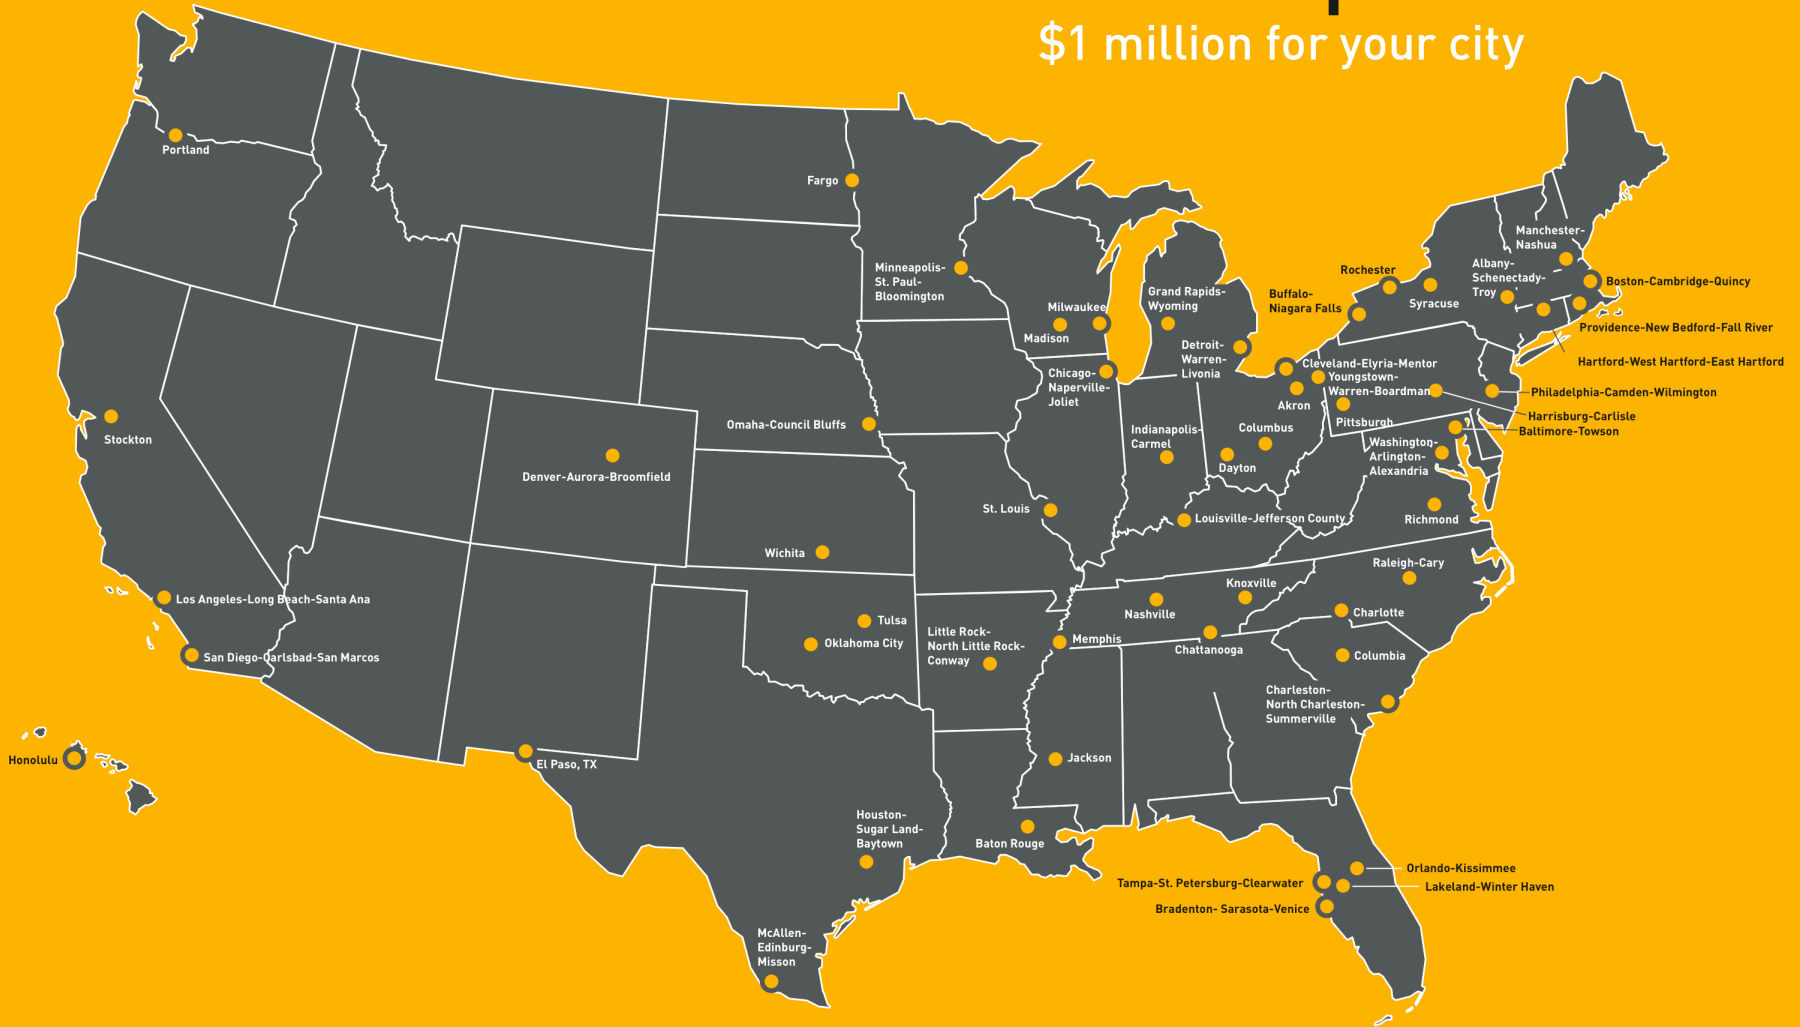 $1 million for your city
Portland
Fargo
Minneapolis-
St. Paul-
Bloomington
Milwaukee
Madison
Grand Rapids-
Wyoming
Detroit-
Warren-
Livonia
Chicago-
Naperville-
Joliet
Rochester
Buffalo-
Niagara Falls
Syracuse
Albany-
Schenectady-
Troy
Manchester-
Nashua
Boston-Cambridge-Quincy
Providence-New Bedford-Fall River
Hartford-West Hartford-East Hartford
Cleveland-Elyria-Mentor
Youngstown-
Warren-Boardman
Akron
Pittsburgh
Philadelphia-Camden-Wilmington
Harrisburg-Carlisle
Baltimore-Towson
Washington-
Arlington-
Alexandria
Columbus
Dayton
Indianapolis-
Carmel
Stockton
Omaha-Council Bluffs
Denver-Aurora-Broomfield
St. Louis
Louisville-Jefferson County
Richmond
Wichita
Raleigh-Cary
Knoxville
Nashville
Charlotte
Los Angeles-Long Beach-Santa Ana
San Diego-Carlsbad-San Marcos
Tulsa
Oklahoma City
Little Rock-
North Little Rock-
Conway
Memphis
Chattanooga
Columbia
Charleston-
North Charleston-
Summerville
Honolulu
El Paso, TX
Jackson
Houston-
Sugar Land-
Baytown
Baton Rouge
Orlando-Kissimmee
Tampa-St. Petersburg-Clearwater
Lakeland-Winter Haven
Bradenton- Sarasota-Venice
McAllen-
Edinburg-
Misson